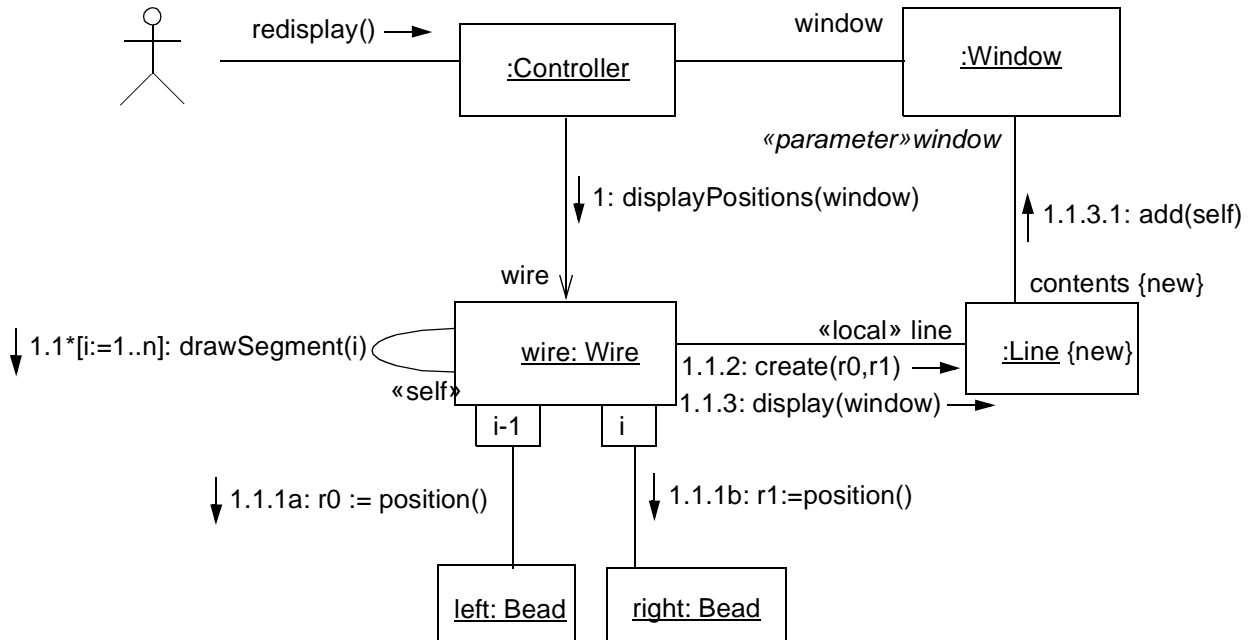 redisplay()
window
:Controller
:Window
«parameter»window
1: displayPositions(window)
1.1.3.1: add(self)
wire
contents {new}
1.1*[i:=1..n]: drawSegment(i)
wire: Wire
«local» line
:Line {new}
1.1.2: create(r0,r1)
«self»
1.1.3: display(window)
i-1
i
1.1.1a: r0 := position()
1.1.1b: r1:=position()
left: Bead
right: Bead